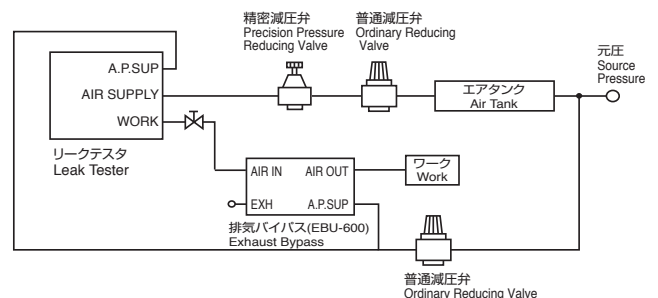 精密減圧弁
Precision Pressure
Reducing Valve
普通減圧弁
Ordinary Reducing
Valve
元圧
Source
Pressure
A.P.SUP
AIR SUPPLY
WORK
エアタンク
Air Tank
リークテスタ
Leak Tester
AIR IN
AIR OUT
ワーク
Work
EXH
A.P.SUP
排気バイパス(EBU-600)
Exhaust Bypass
普通減圧弁
Ordinary Reducing Valve